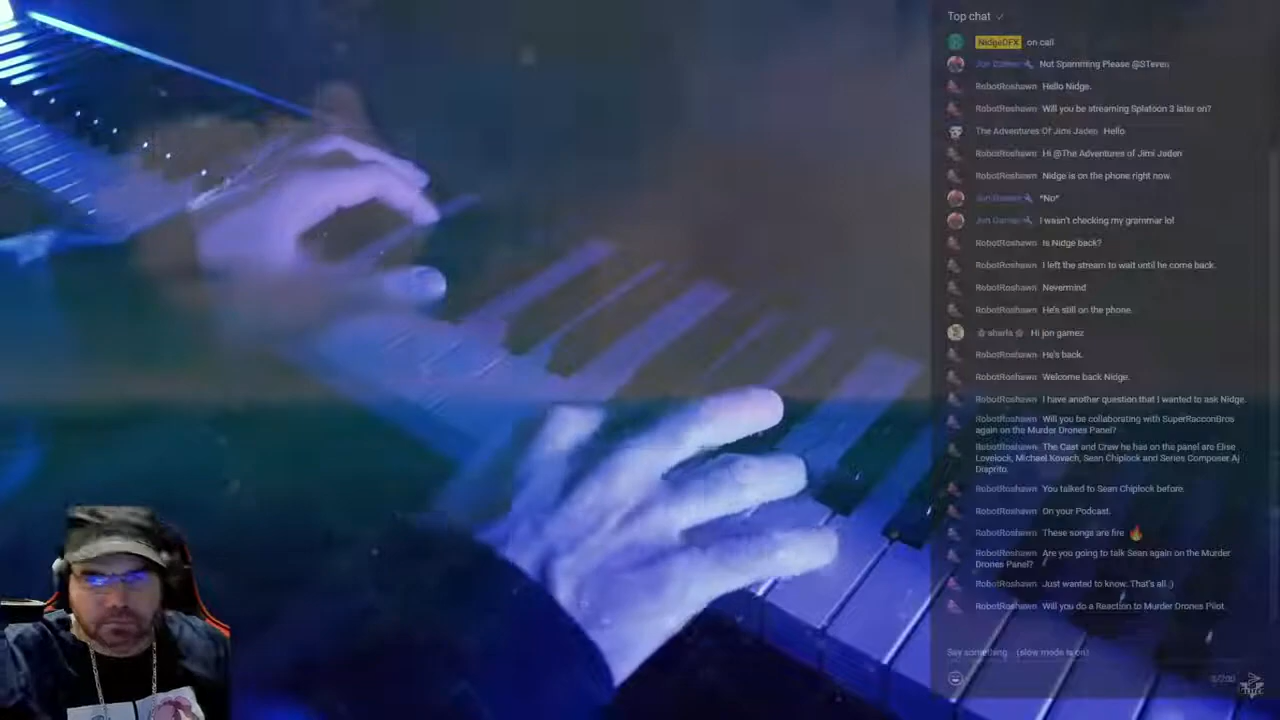 Top chat
NidgeDFX on call
Not Spamming Please @STeven
RobotRoshawn Hello Nidge.
RobotRoshawn Will you be streaming Splatoon 3 later on?
The Adventures Of Jimi Jaden Hello
RobotRoshawn Hi @The Adventures of Jimi Jaden
RobotRoshawn Nidge is on the phone right now.
*No*
I wasn't checking my grammar lol
RobotRoshawn Is Nidge back?
RobotRoshawn I left the stream to wait until he come back.
RobotRoshawn Nevermind
RobotRoshawn He's still on the phone.
Hi jon gamez
RobotRoshawn He's back.
RobotRoshawn Welcome back Nidge.
RobotRoshawn I have another question that I wanted to ask Nidge.
RobotRoshawn Will you be collaborating with SuperRacconBros
again on the Murder Drones Panel?
RobotRoshawn The Cast and Crew he has on the panel are Elise
Lovelock, Michael Kovach, Sean Chiplock and Series Composer Aj
Disprito.
RobotRoshawn You talked to Sean Chiplock before.
RobotRoshawn On your Podcast.
RobotRoshawn These songs are fire 🔥
RobotRoshawn Are you going to talk Sean again on the Murder
Drones Panel?
RobotRoshawn Just wanted to know. That's all :)
RobotRoshawn Will you do a Reaction to Murder Drones Pilot
Say something... (slow mode is on)
0/200